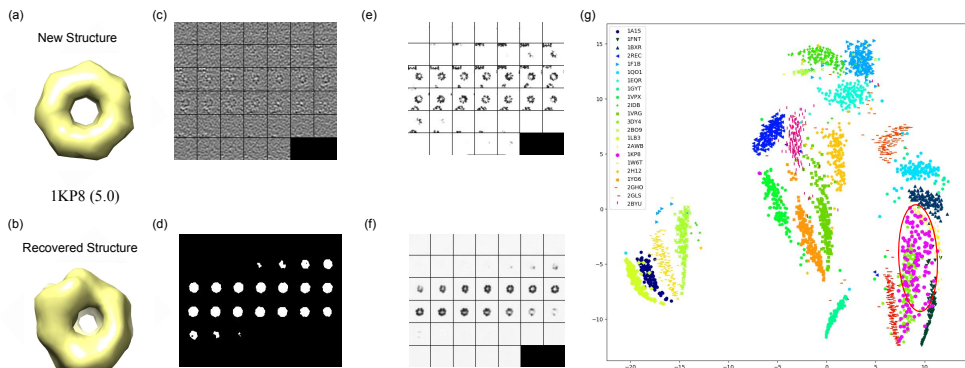 (a)
New Structure
1KP8 (5.0)
(b)
Recovered Structure
(c)
(d)
(e)
(f)
(g)
1A1S
1FNT
1BXR
2REC
1F1B
1QO1
1EQR
1GYT
1VPX
2IDB
1VRG
3DY4
2BO9
1LB3
2AWB
1KP8
1W6T
2H12
1YG6
2GHO
2GLS
2BYU
15
10
5
0
−5
−10
−20
−15
−10
−5
0
5
10